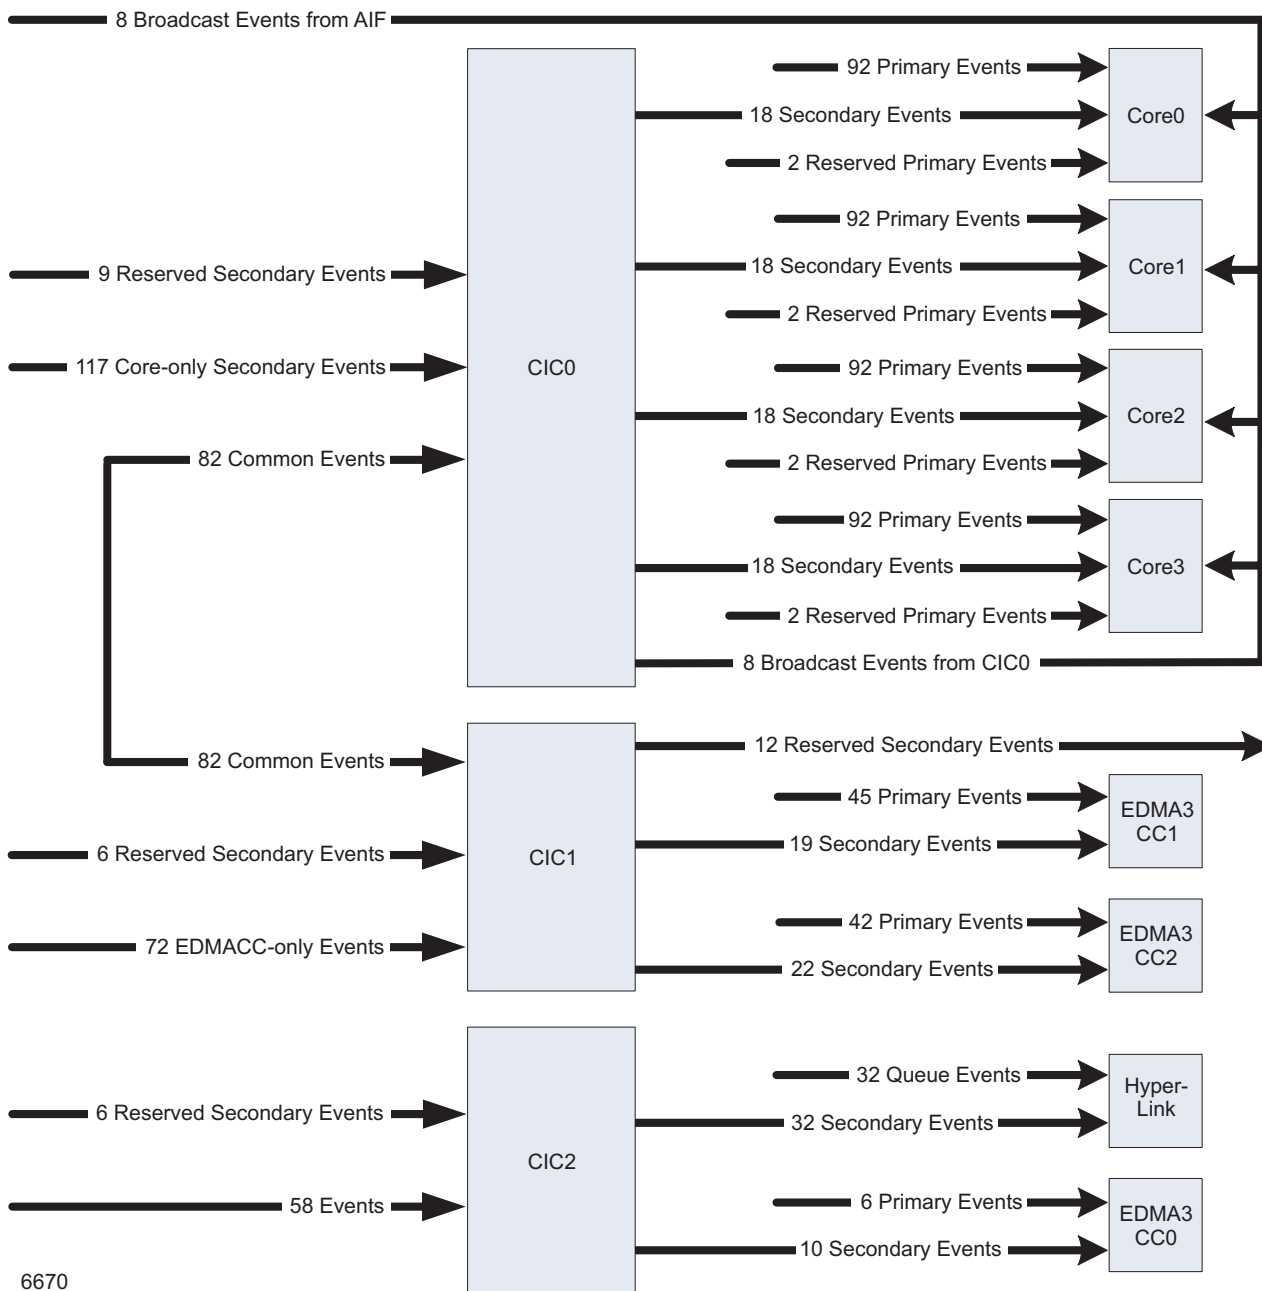 8 Broadcast Events from AIF
92 Primary Events
18 Secondary Events
Core0
2 Reserved Primary Events
92 Primary Events
9 Reserved Secondary Events
18 Secondary Events
Core1
2 Reserved Primary Events
117 Core-only Secondary Events
CIC0
92 Primary Events
18 Secondary Events
Core2
82 Common Events
2 Reserved Primary Events
92 Primary Events
18 Secondary Events
Core3
2 Reserved Primary Events
8 Broadcast Events from CIC0
82 Common Events
12 Reserved Secondary Events
45 Primary Events
EDMA3
CC1
6 Reserved Secondary Events
CIC1
19 Secondary Events
72 EDMACC-only Events
42 Primary Events
EDMA3
CC2
22 Secondary Events
32 Queue Events
Hyper-
Link
6 Reserved Secondary Events
32 Secondary Events
CIC2
58 Events
6 Primary Events
EDMA3
CC0
10 Secondary Events
6670